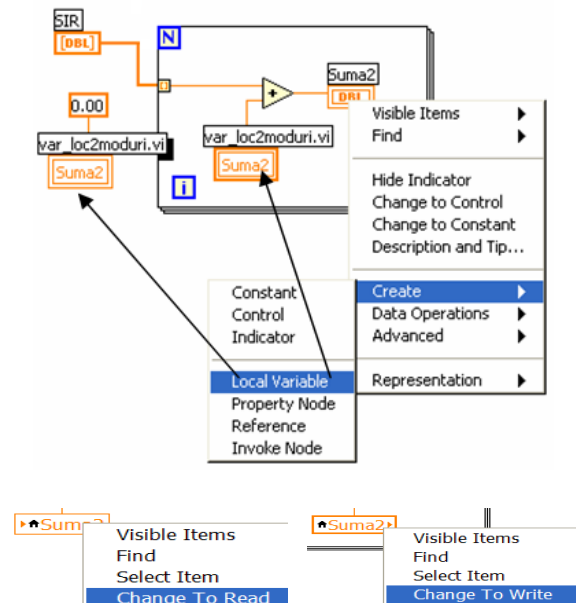 SIR
[DBL]
N
0.00
var_loc2moduri.vi
Suma2
var_loc2moduri.vi
Suma2
Suma2
DBL
i
Visible Items
Find
Hide Indicator
Change to Control
Change to Constant
Description and Tip...
Create
Data Operations
Advanced
Representation
Constant
Control
Indicator
Local Variable
Property Node
Reference
Invoke Node
Suma2
Visible Items
Find
Select Item
Change To Read
Suma2
Visible Items
Find
Select Item
Change To Write